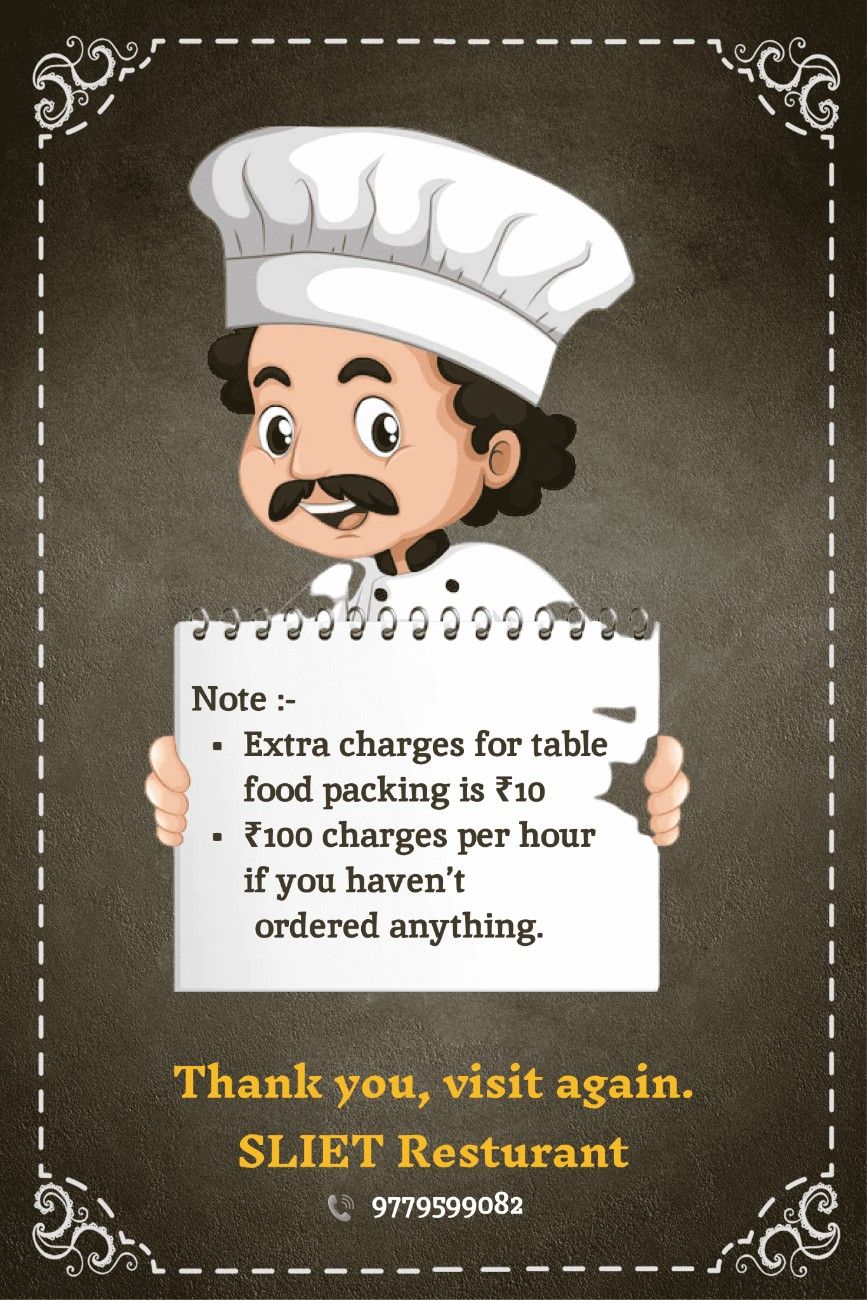 Note :-
▪ Extra charges for table
food packing is ₹10
▪ ₹100 charges per hour
if you haven’t
ordered anything.
Thank you, visit again.
SLIET Resturant
9779599082